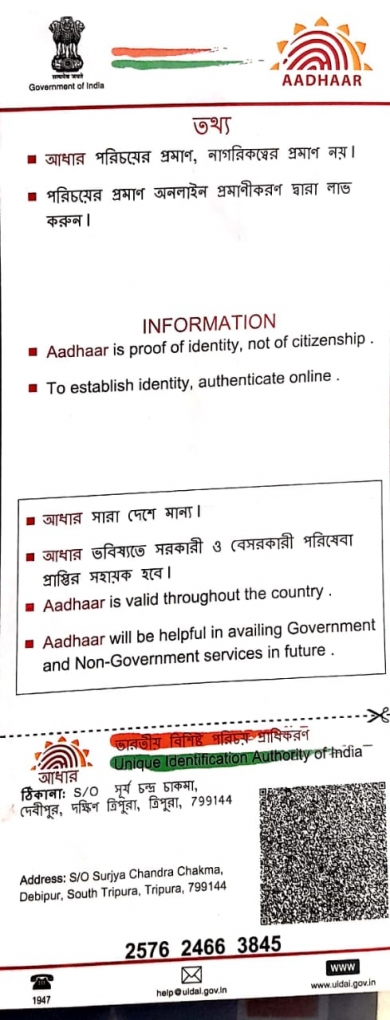 सत्यमेव जयते
Government of India
AADHAAR
তথ্য
আধার পরিচয়ের প্রমাণ, নাগরিকত্বের প্রমাণ নয়।
পরিচয়ের প্রমাণ অনলাইন প্রমাণীকরণ দ্বারা লাভ
করুন।
INFORMATION
Aadhaar is proof of identity, not of citizenship .
To establish identity, authenticate online .
আধার সারা দেশে মান্য।
আধার ভবিষ্যতে সরকারী ও বেসরকারী পরিষেবা
প্রাপ্তির সহায়ক হবে।
Aadhaar is valid throughout the country .
Aadhaar will be helpful in availing Government
and Non-Government services in future .
ভারতীয় বিশিষ্ট পরিচয় প্রাধিকরণ
Unique Identification Authority of India
আধার
ঠিকানা: S/O সূর্য চন্দ্র চাকমা,
দেবীপুর, দক্ষিণ ত্রিপুরা, ত্রিপুরা, 799144
Address: S/O Surjya Chandra Chakma,
Debipur, South Tripura, Tripura, 799144
2576 2466 3845
1947
help@uidai.gov.in
www
www.uidai.gov.in